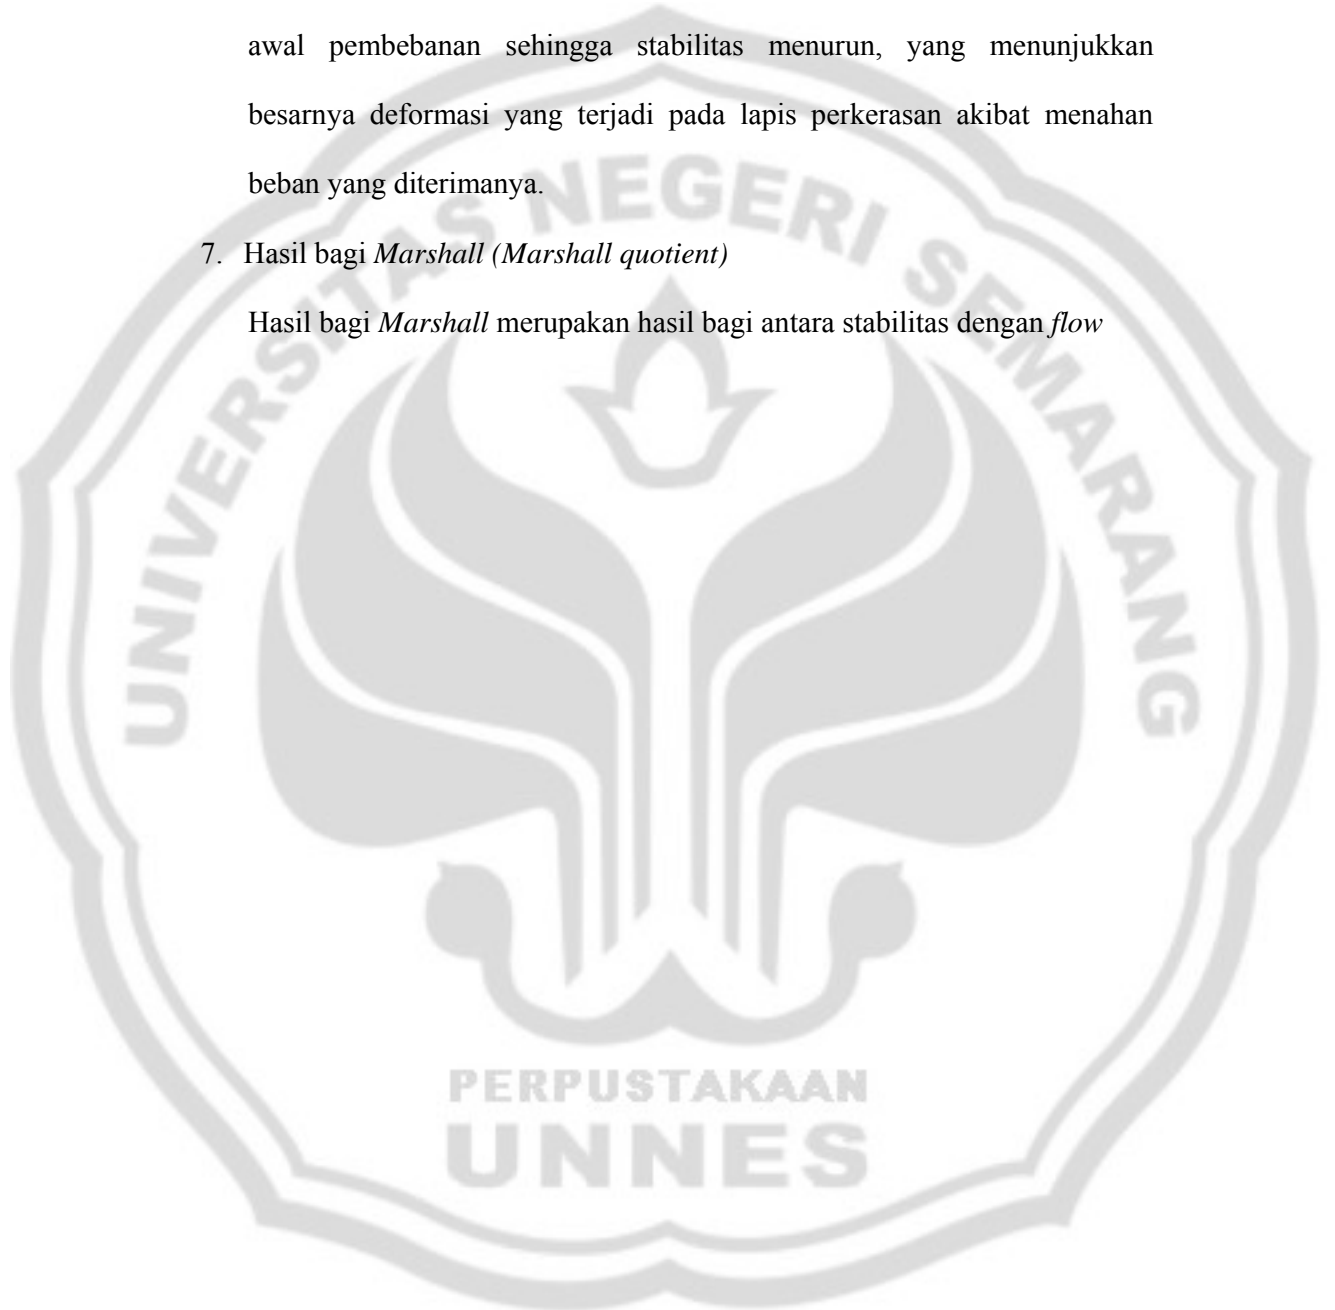 awal pembebanan sehingga stabilitas menurun, yang menunjukkan
besarnya deformasi yang terjadi pada lapis perkerasan akibat menahan
beban yang diterimanya.
7. Hasil bagi Marshall (Marshall quotient)
Hasil bagi Marshall merupakan hasil bagi antara stabilitas dengan flow
UNIVERSITAS NEGERI SEMARANG
PERPUSTAKAAN
UNNES